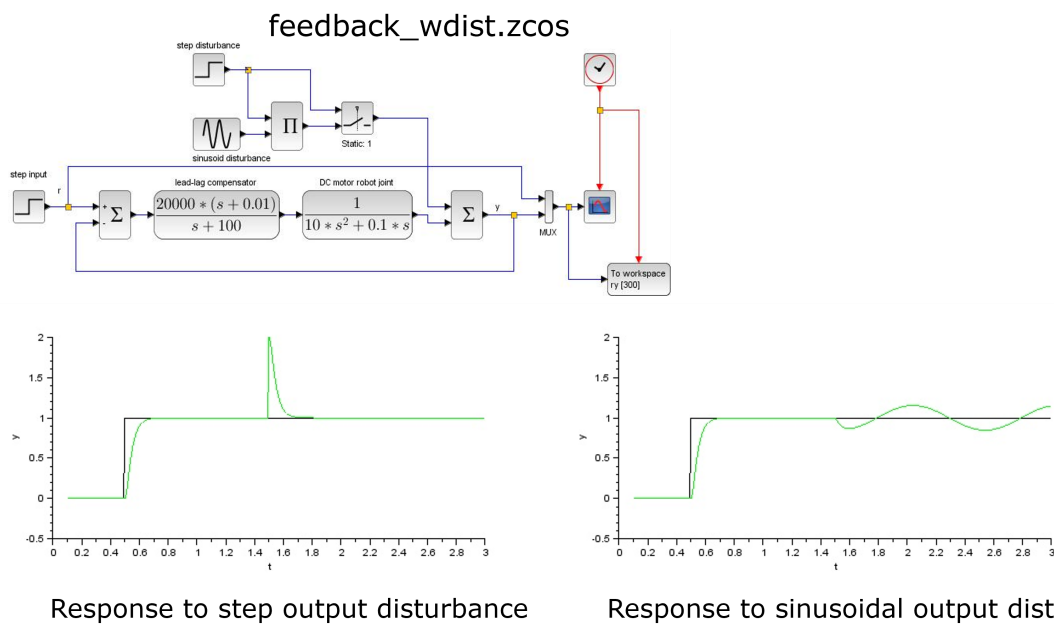 feedback_wdist.zcos
step disturbance
Π
sinusoid disturbance
Static: 1
step input
r
+
-
Σ
lead-lag compensator
20000 * (s + 0.01)
s + 100
DC motor robot joint
1
10 * s² + 0.1 * s
Σ
y
MUX
To workspace
ry [300]
y
2
1.5
1
0.5
0
-0.5
0 0.2 0.4 0.6 0.8 1 1.2 1.4 1.6 1.8 2 2.2 2.4 2.6 2.8 3
t
Response to step output disturbance
y
2
1.5
1
0.5
0
-0.5
0 0.2 0.4 0.6 0.8 1 1.2 1.4 1.6 1.8 2 2.2 2.4 2.6 2.8 3
t
Response to sinusoidal output dist